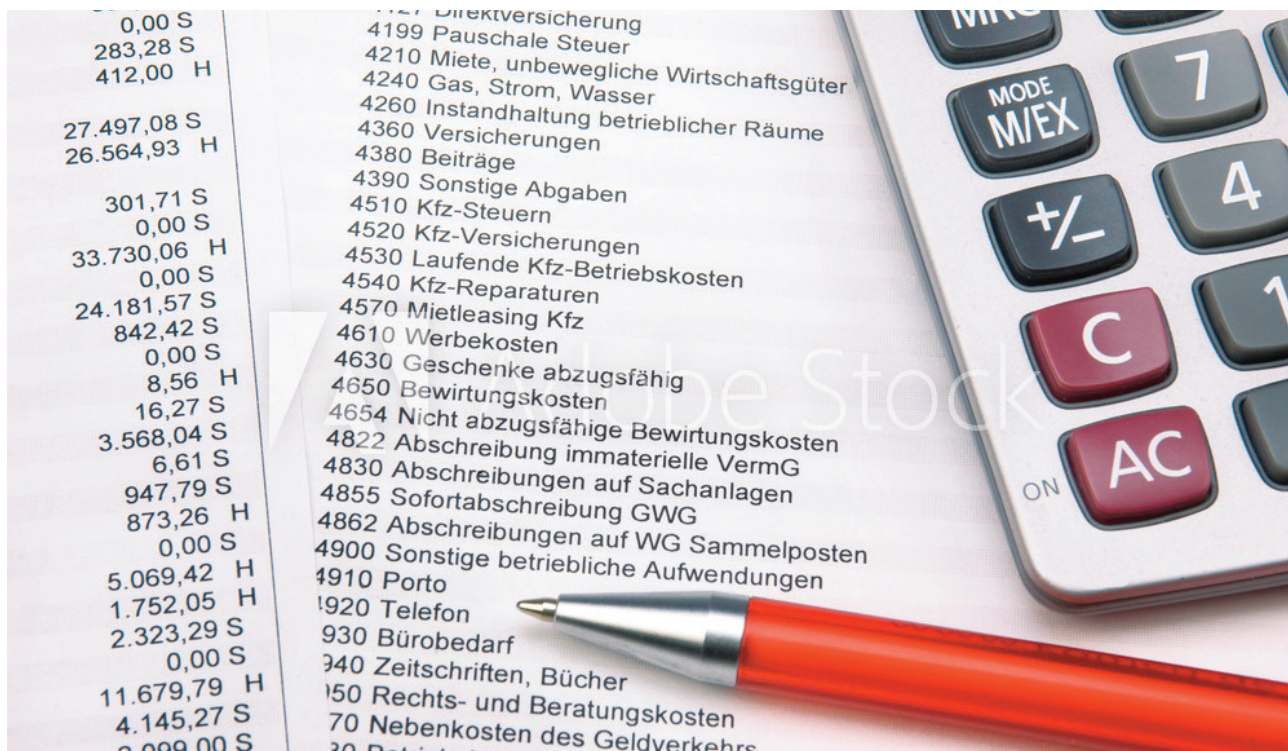 0,00 S
283,28 S
412,00 H
27.497,08 S
26.564,93 H
301,71 S
0,00 S
33.730,06 H
0,00 S
24.181,57 S
842,42 S
0,00 S
8,56 H
16,27 S
3.568,04 S
6,61 S
947,79 S
873,26 H
0,00 S
5.069,42 H
1.752,05 H
2.323,29 S
0,00 S
11.679,79 H
4.145,27 S
099,00 S
Direktversicherung
4199 Pauschale Steuer
4210 Miete, unbewegliche Wirtschaftsgüter
4240 Gas, Strom, Wasser
4260 Instandhaltung betrieblicher Räume
4360 Versicherungen
4380 Beiträge
4390 Sonstige Abgaben
4510 Kfz-Steuern
4520 Kfz-Versicherungen
4530 Laufende Kfz-Betriebskosten
4540 Kfz-Reparaturen
4570 Mietleasing Kfz
4610 Werbekosten
4630 Geschenke abzugsfähig
4650 Bewirtungskosten
4654 Nicht abzugsfähige Bewirtungskosten
4822 Abschreibung immaterielle VermG
4830 Abschreibungen auf Sachanlagen
4855 Sofortabschreibung GWG
4862 Abschreibungen auf WG Sammelposten
4900 Sonstige betriebliche Aufwendungen
4910 Porto
4920 Telefon
930 Bürobedarf
940 Zeitschriften, Bücher
950 Rechts- und Beratungskosten
70 Nebenkosten des Geldverkehrs
MRC
MODE
M/EX
7
+/−
4
C
1
ON
AC
Adobe Stock